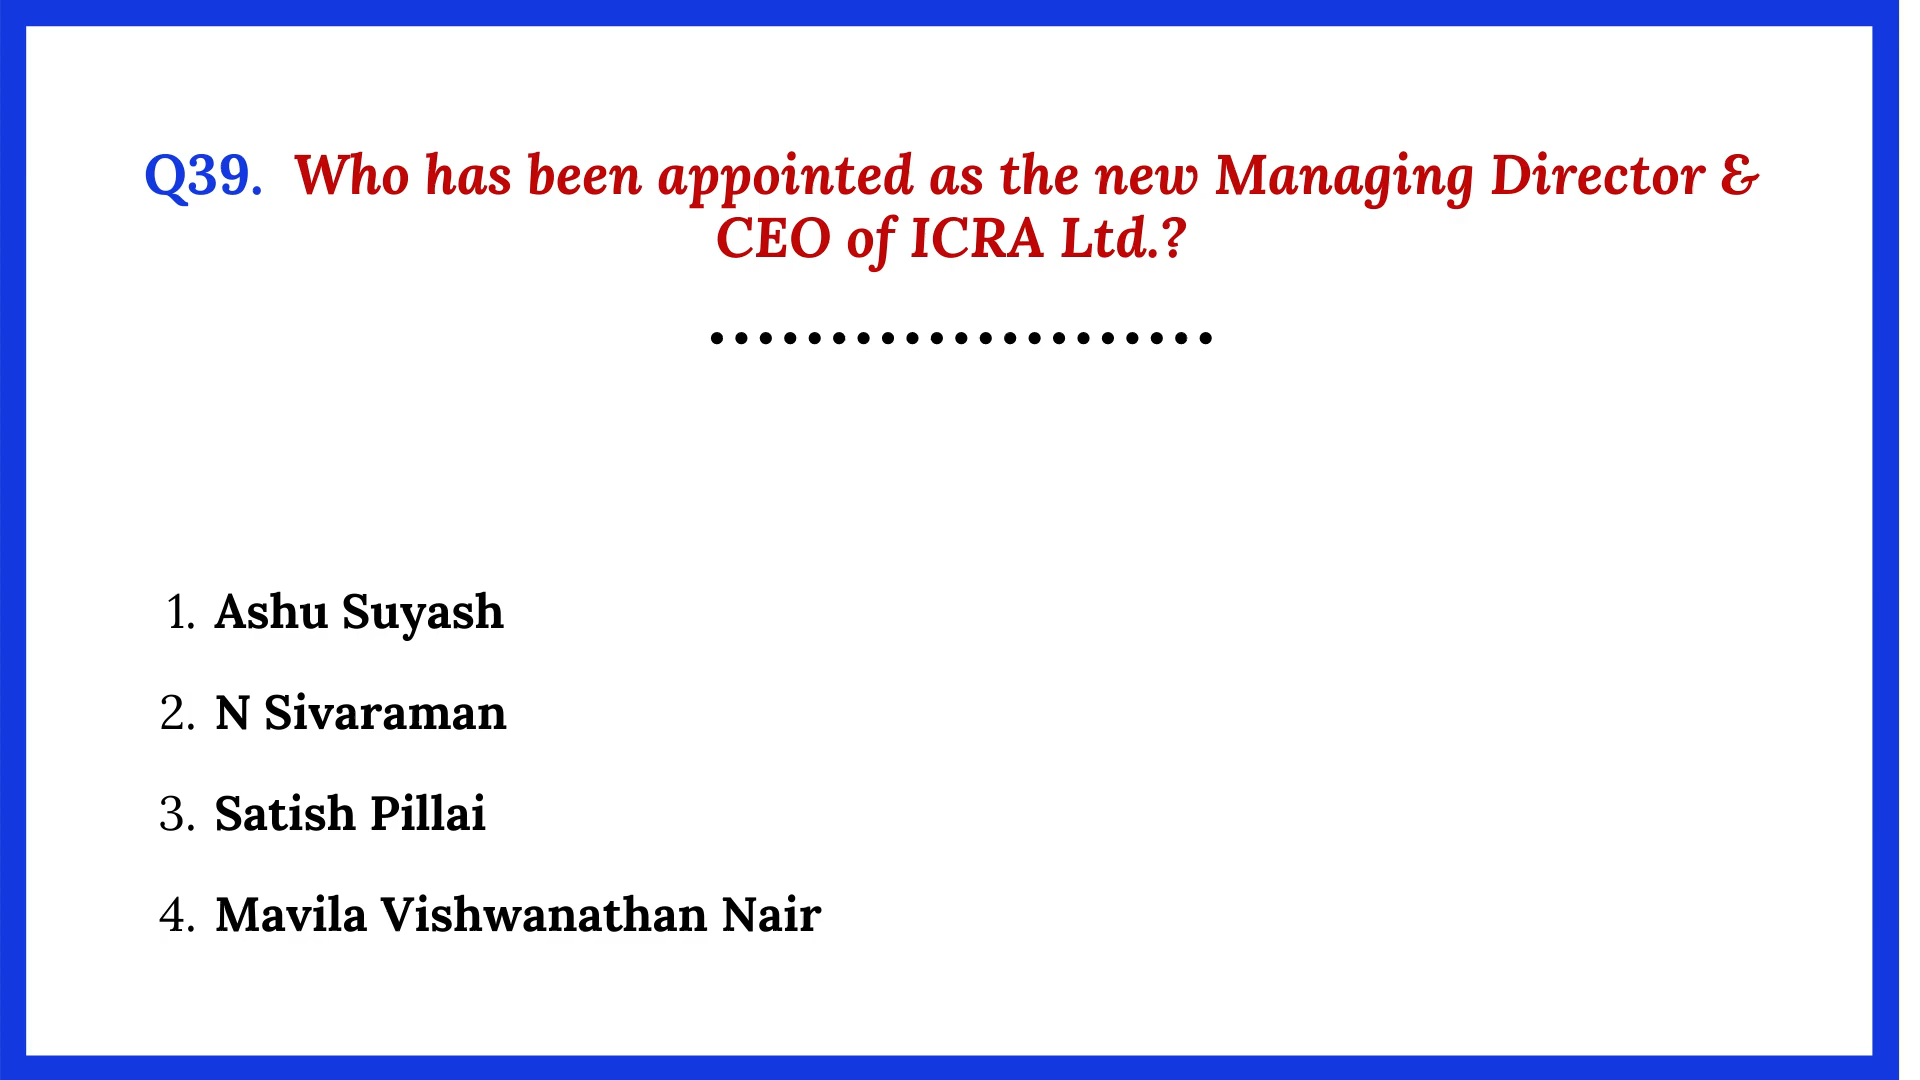 Q39. Who has been appointed as the new Managing Director &
CEO of ICRA Ltd.?
1. Ashu Suyash
2. N Sivaraman
3. Satish Pillai
4. Mavila Vishwanathan Nair